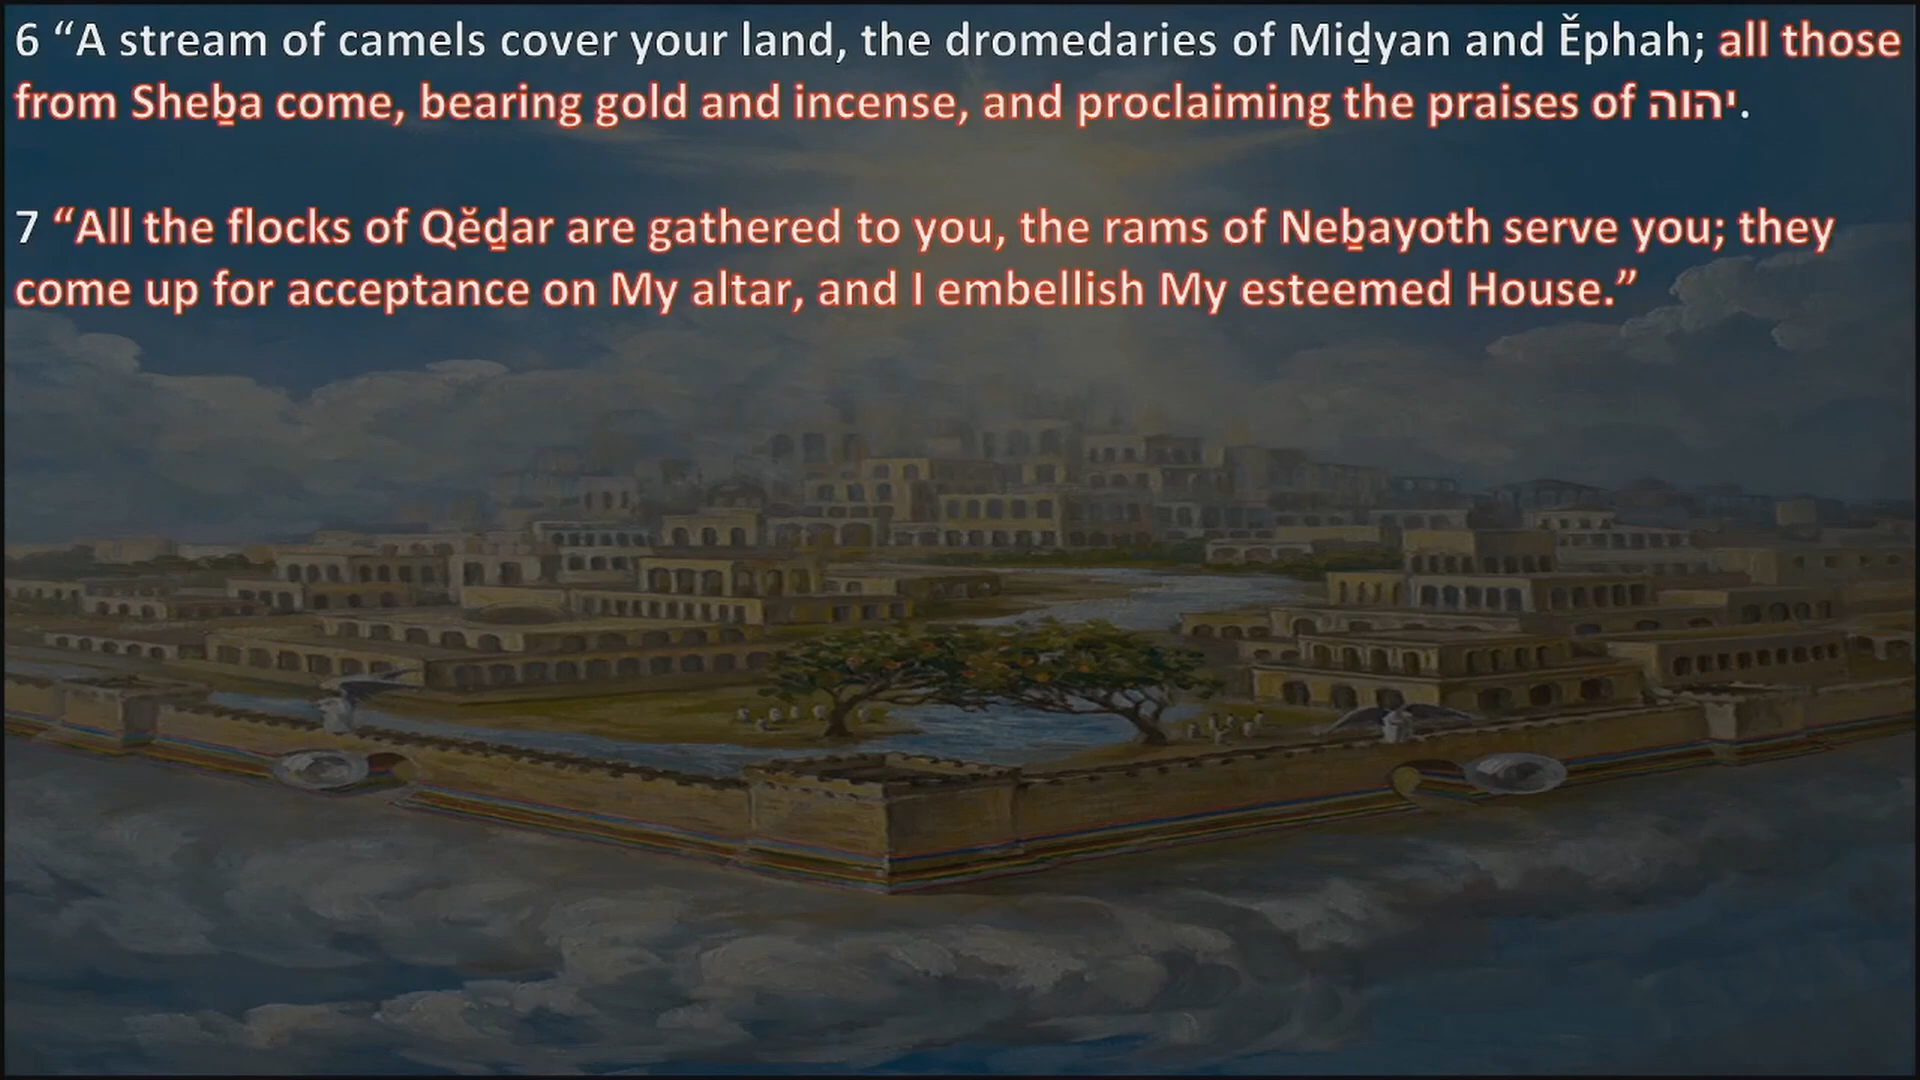 6 “A stream of camels cover your land, the dromedaries of Miḏyan and Ěphah; all those
from Sheḇa come, bearing gold and incense, and proclaiming the praises of יהוה.
7 “All the flocks of Qĕḏar are gathered to you, the rams of Neḇayoth serve you; they
come up for acceptance on My altar, and I embellish My esteemed House.”